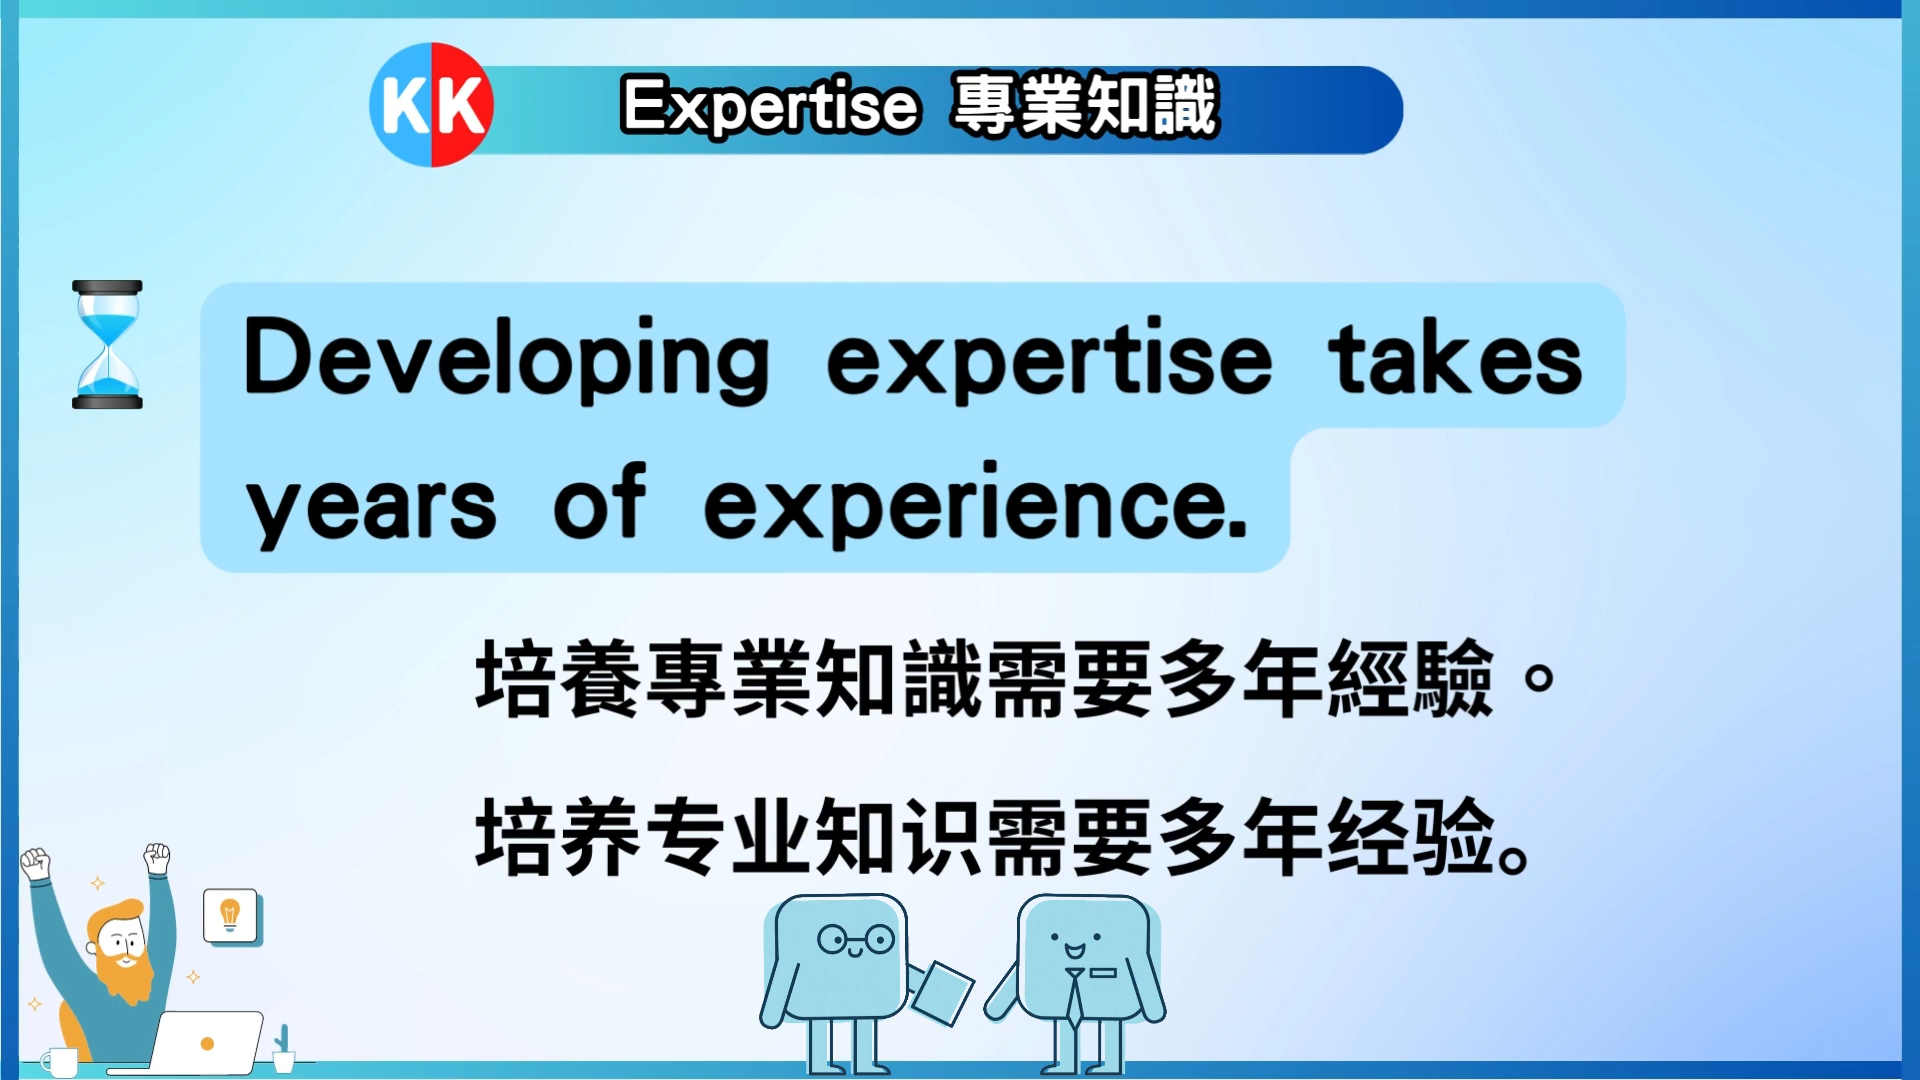 KK Expertise 專業知識
Developing expertise takes
years of experience.
培養專業知識需要多年經驗。
培养专业知识需要多年经验。